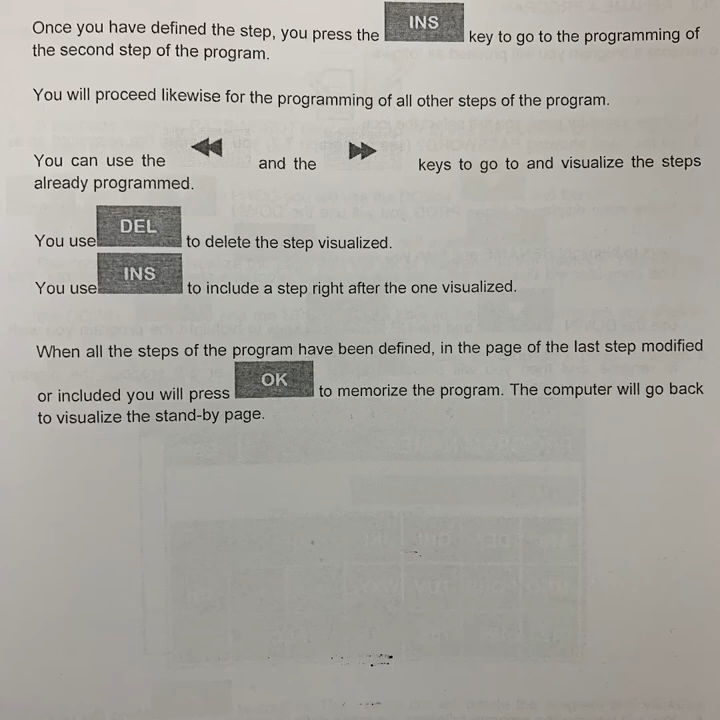 Once you have defined the step, you press the INS key to go to the programming of
the second step of the program.
You will proceed likewise for the programming of all other steps of the program.
You can use the ◀◀ and the ▶▶ keys to go to and visualize the steps
already programmed.
You use DEL to delete the step visualized.
You use INS to include a step right after the one visualized.
When all the steps of the program have been defined, in the page of the last step modified
or included you will press OK to memorize the program. The computer will go back
to visualize the stand-by page.